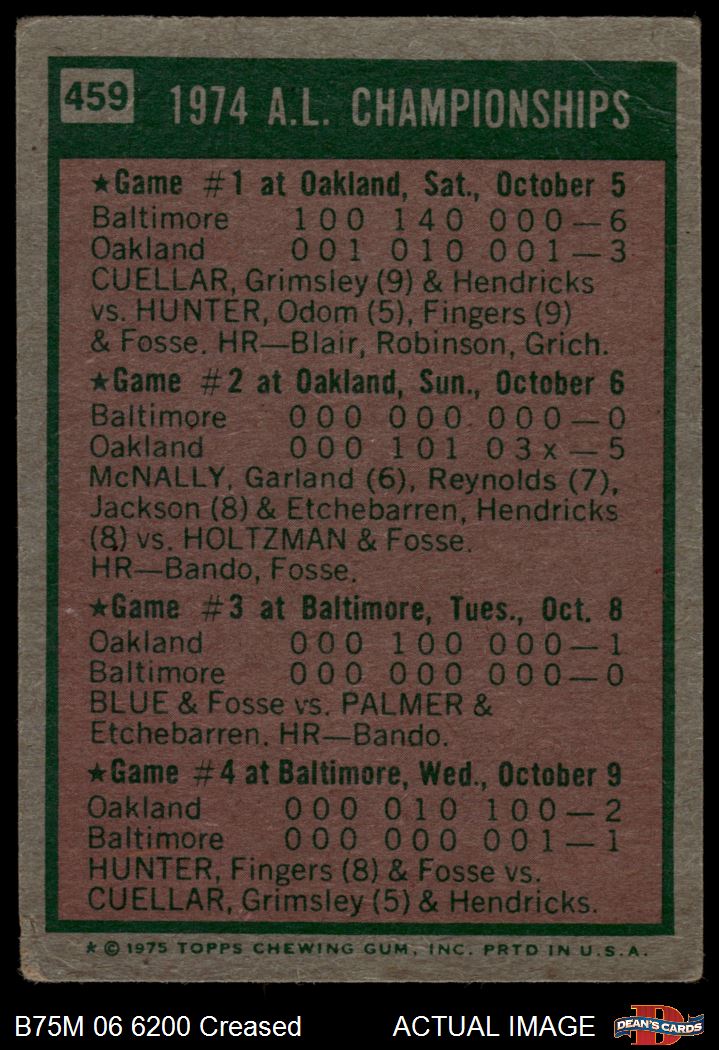 459 1974 A.L. CHAMPIONSHIPS
★Game #1 at Oakland, Sat., October 5
Baltimore 100 140 000—6
Oakland 001 010 001—3
CUELLAR, Grimsley (9) & Hendricks
vs. HUNTER, Odom (5), Fingers (9)
& Fosse. HR—Blair, Robinson, Grich.
★Game #2 at Oakland, Sun., October 6
Baltimore 000 000 000—0
Oakland 000 101 03x—5
McNALLY, Garland (6), Reynolds (7),
Jackson (8) & Etchebarren, Hendricks
(8) vs. HOLTZMAN & Fosse.
HR—Bando, Fosse.
★Game #3 at Baltimore, Tues., Oct. 8
Oakland 000 100 000—1
Baltimore 000 000 000—0
BLUE & Fosse vs. PALMER &
Etchebarren. HR—Bando.
★Game #4 at Baltimore, Wed., October 9
Oakland 000 010 100—2
Baltimore 000 000 001—1
HUNTER, Fingers (8) & Fosse vs.
CUELLAR, Grimsley (5) & Hendricks.
★ © 1975 TOPPS CHEWING GUM, INC. PRTD IN U.S.A.
B75M 06 6200 Creased ACTUAL IMAGE DEAN'S CARDS